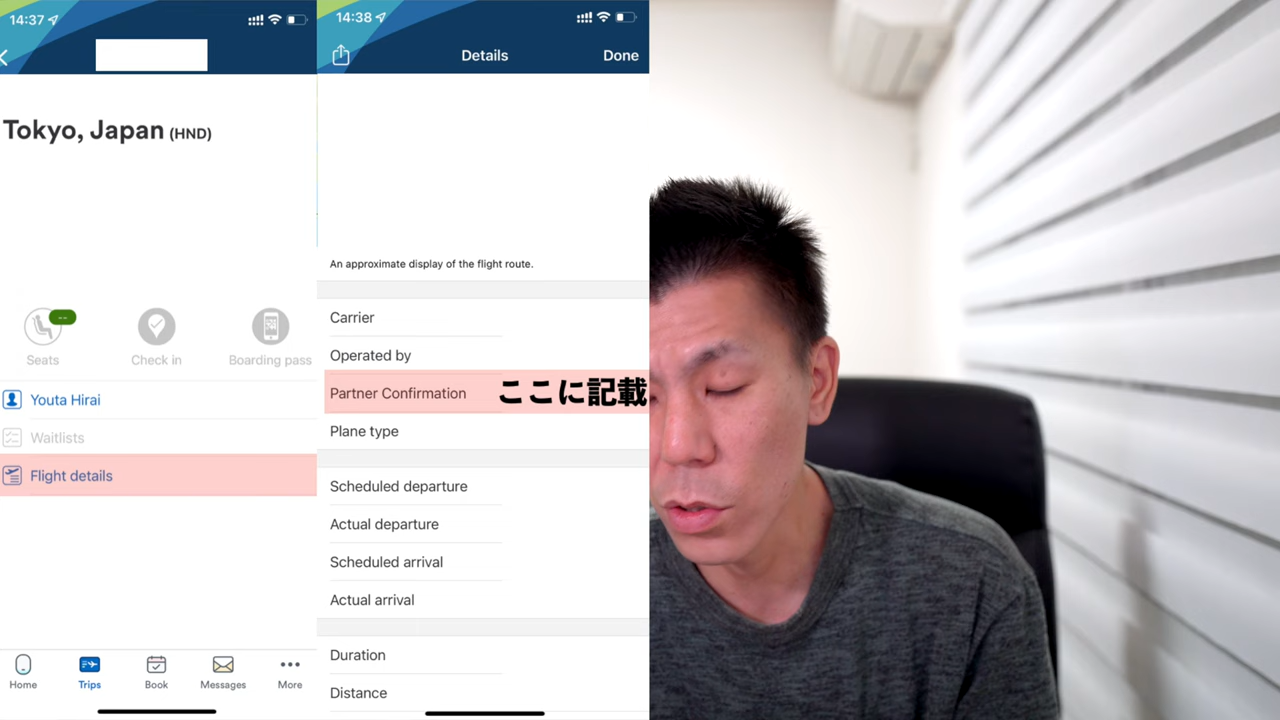 14:37
Tokyo, Japan (HND)
--
Seats
Check in
Boarding pass
Youta Hirai
Waitlists
Flight details
Home
Trips
Book
Messages
More
14:38
Details
Done
An approximate display of the flight route.
Carrier
Operated by
Partner Confirmation ここに記載
Plane type
Scheduled departure
Actual departure
Scheduled arrival
Actual arrival
Duration
Distance